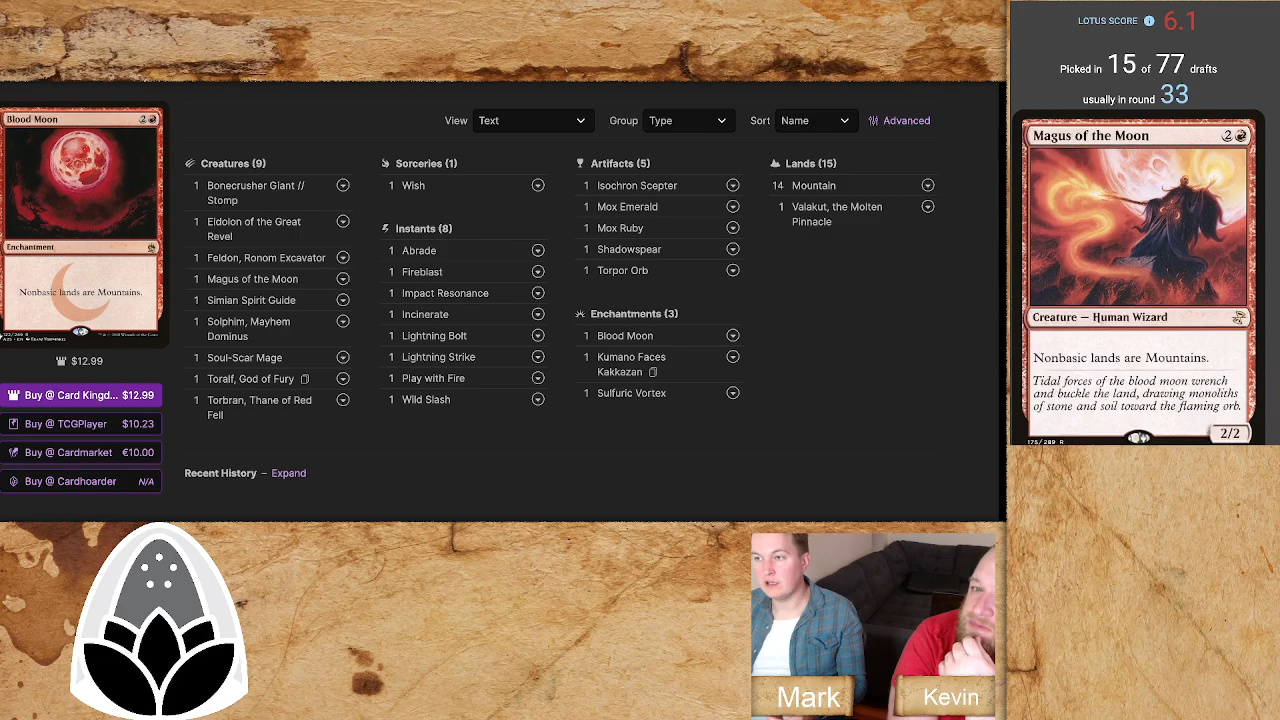 Blood Moon
Enchantment
Nonbasic lands are Mountains.
$12.99
Buy @ Card Kingd... $12.99
Buy @ TCGPlayer $10.23
Buy @ Cardmarket €10.00
Buy @ Cardhoarder N/A
View Text Group Type Sort Name Advanced
Creatures (9)
1 Bonecrusher Giant //
Stomp
1 Eidolon of the Great
Revel
1 Feldon, Ronom Excavator
1 Magus of the Moon
1 Simian Spirit Guide
1 Solphim, Mayhem
Dominus
1 Soul-Scar Mage
1 Toralf, God of Fury
1 Torbran, Thane of Red
Fell
Sorceries (1)
1 Wish
Instants (8)
1 Abrade
1 Fireblast
1 Impact Resonance
1 Incinerate
1 Lightning Bolt
1 Lightning Strike
1 Play with Fire
1 Wild Slash
Artifacts (5)
1 Isochron Scepter
1 Mox Emerald
1 Mox Ruby
1 Shadowspear
1 Torpor Orb
Enchantments (3)
1 Blood Moon
1 Kumano Faces
Kakkazan
1 Sulfuric Vortex
Lands (15)
14 Mountain
1 Valakut, the Molten
Pinnacle
Recent History – Expand
LOTUS SCORE 6.1
Picked in 15 of 77 drafts
usually in round 33
Magus of the Moon 2
Creature — Human Wizard
Nonbasic lands are Mountains.
Tidal forces of the blood moon wrench
and buckle the land, drawing monoliths
of stone and soil toward the flaming orb.
175/289 R
2/2
Mark
Kevin